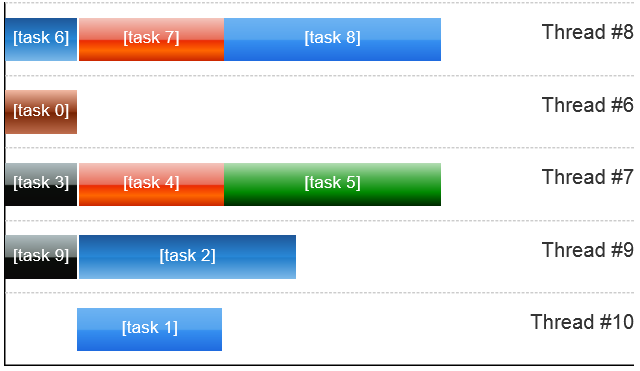 [task 6] [task 7] [task 8] Thread #8
[task 0] Thread #6
[task 3] [task 4] [task 5] Thread #7
[task 9] [task 2] Thread #9
[task 1] Thread #10